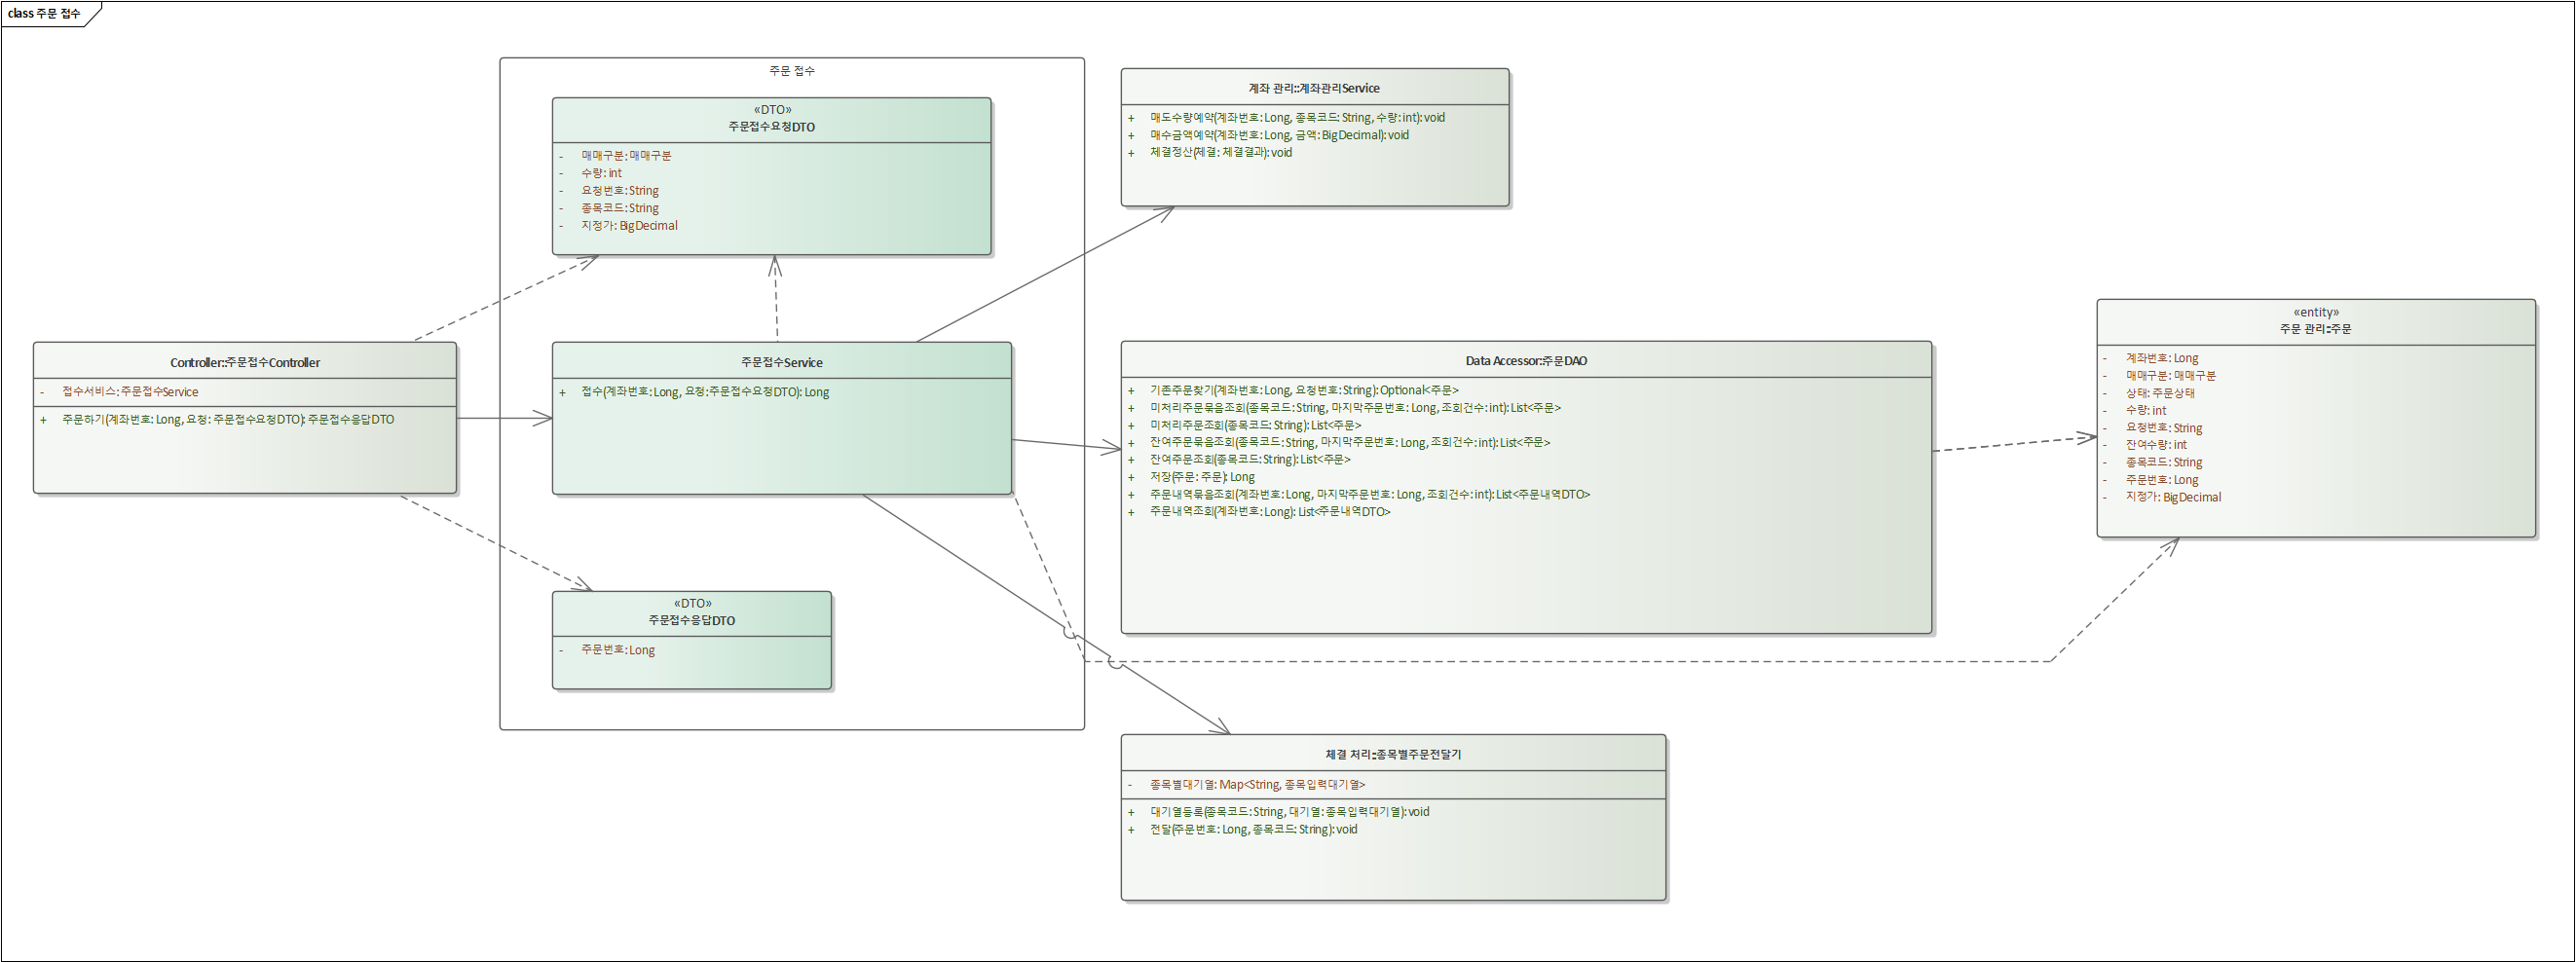 class 주문 접수
주문 접수
«DTO»
주문접수요청DTO
- 매매구분: 매매구분
- 수량: int
- 요청번호: String
- 종목코드: String
- 지정가: BigDecimal
계좌 관리::계좌관리Service
+ 매도수량예약(계좌번호: Long, 종목코드: String, 수량: int): void
+ 매수금액예약(계좌번호: Long, 금액: BigDecimal): void
+ 체결정산(체결: 체결결과): void
Controller::주문접수Controller
- 접수서비스: 주문접수Service
+ 주문하기(계좌번호: Long, 요청: 주문접수요청DTO): 주문접수응답DTO
주문접수Service
+ 접수(계좌번호: Long, 요청: 주문접수요청DTO): Long
Data Accessor::주문DAO
+ 기존주문찾기(계좌번호: Long, 요청번호: String): Optional<주문>
+ 미처리주문묶음조회(종목코드: String, 마지막주문번호: Long, 조회건수: int): List<주문>
+ 미처리주문조회(종목코드: String): List<주문>
+ 잔여주문묶음조회(종목코드: String, 마지막주문번호: Long, 조회건수: int): List<주문>
+ 잔여주문조회(종목코드: String): List<주문>
+ 저장(주문: 주문): Long
+ 주문내역묶음조회(계좌번호: Long, 마지막주문번호: Long, 조회건수: int): List<주문내역DTO>
+ 주문내역조회(계좌번호: Long): List<주문내역DTO>
«entity»
주문 관리::주문
- 계좌번호: Long
- 매매구분: 매매구분
- 상태: 주문상태
- 수량: int
- 요청번호: String
- 잔여수량: int
- 종목코드: String
- 주문번호: Long
- 지정가: BigDecimal
«DTO»
주문접수응답DTO
- 주문번호: Long
체결 처리::종목별주문전달기
- 종목별대기열: Map<String, 종목입력대기열>
+ 대기열등록(종목코드: String, 대기열: 종목입력대기열): void
+ 전달(주문번호: Long, 종목코드: String): void